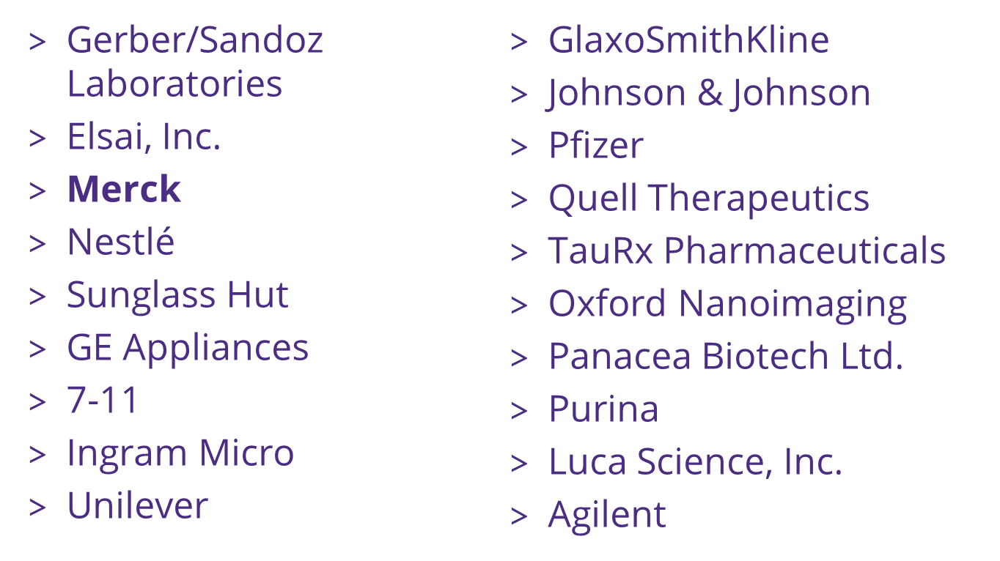 > Gerber/Sandoz
Laboratories
> Elsai, Inc.
> Merck
> Nestlé
> Sunglass Hut
> GE Appliances
> 7-11
> Ingram Micro
> Unilever
> GlaxoSmithKline
> Johnson & Johnson
> Pfizer
> Quell Therapeutics
> TauRx Pharmaceuticals
> Oxford Nanoimaging
> Panacea Biotech Ltd.
> Purina
> Luca Science, Inc.
> Agilent